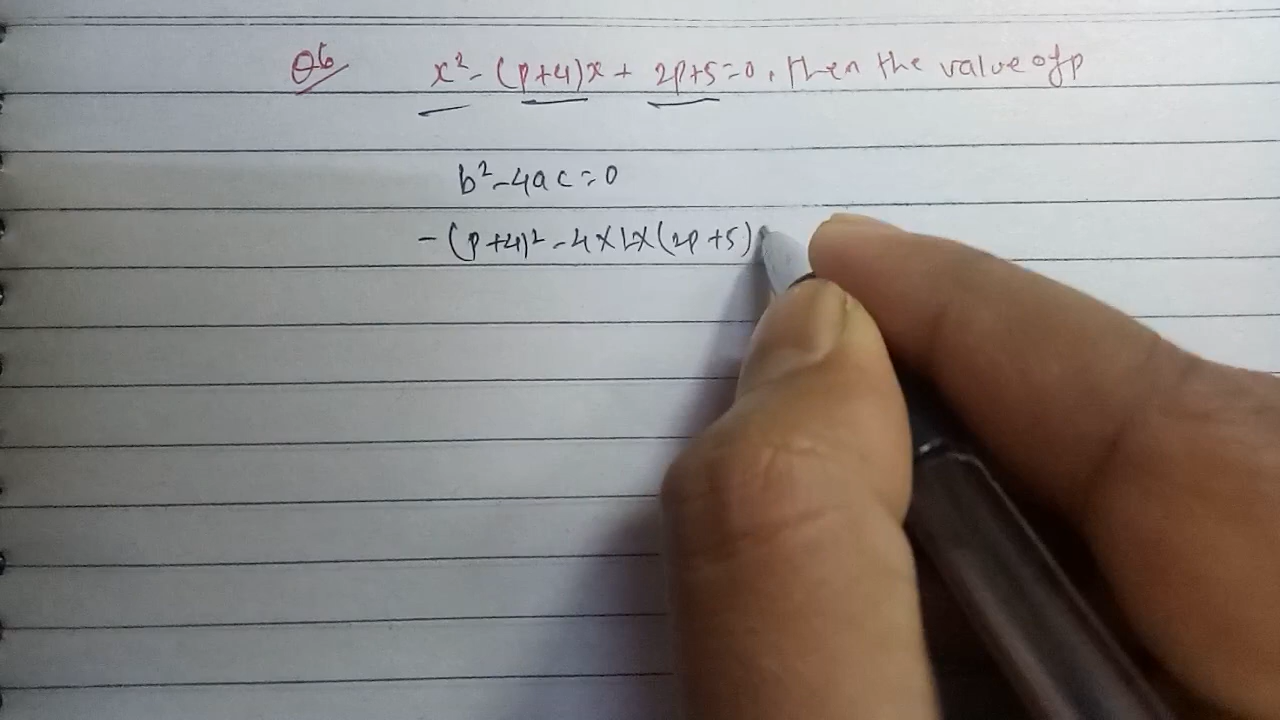 Q6 x² - (p+4)x + 2p+5=0, then the value of p
b² - 4ac = 0
- (p+4)² - 4×1×(2p+5)